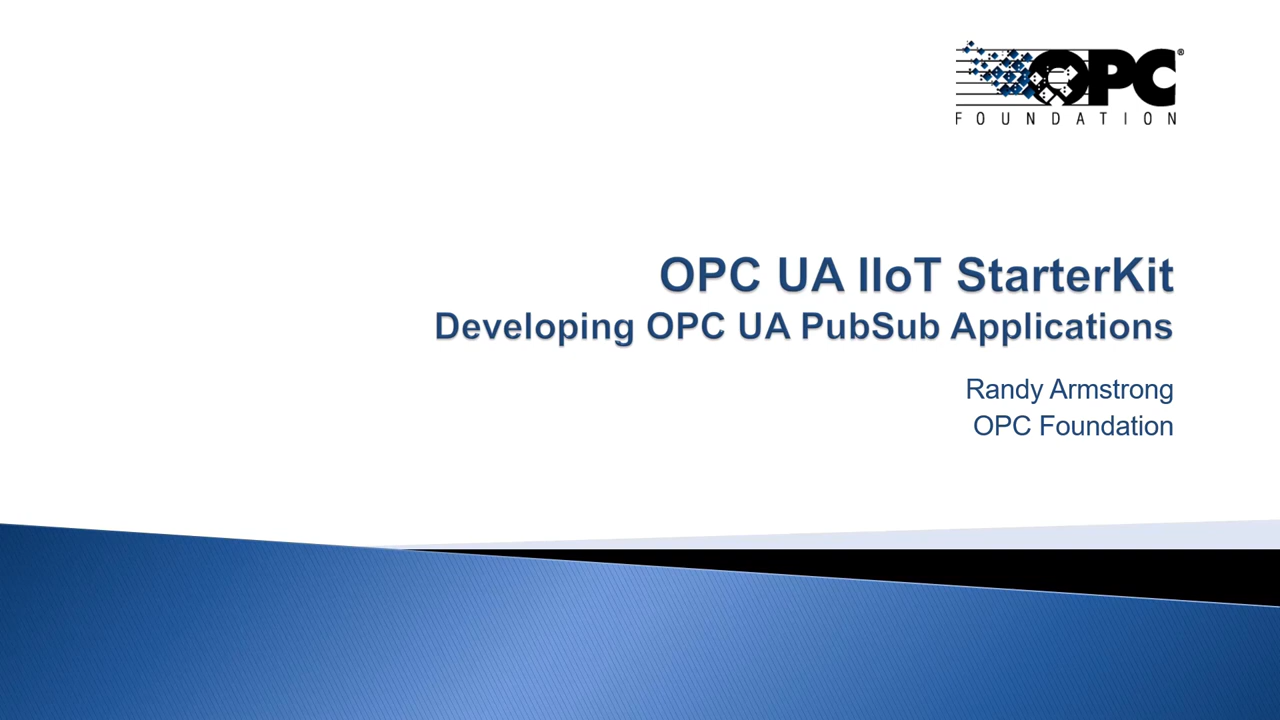 OPC®
FOUNDATION
OPC UA IIoT StarterKit
Developing OPC UA PubSub Applications
Randy Armstrong
OPC Foundation